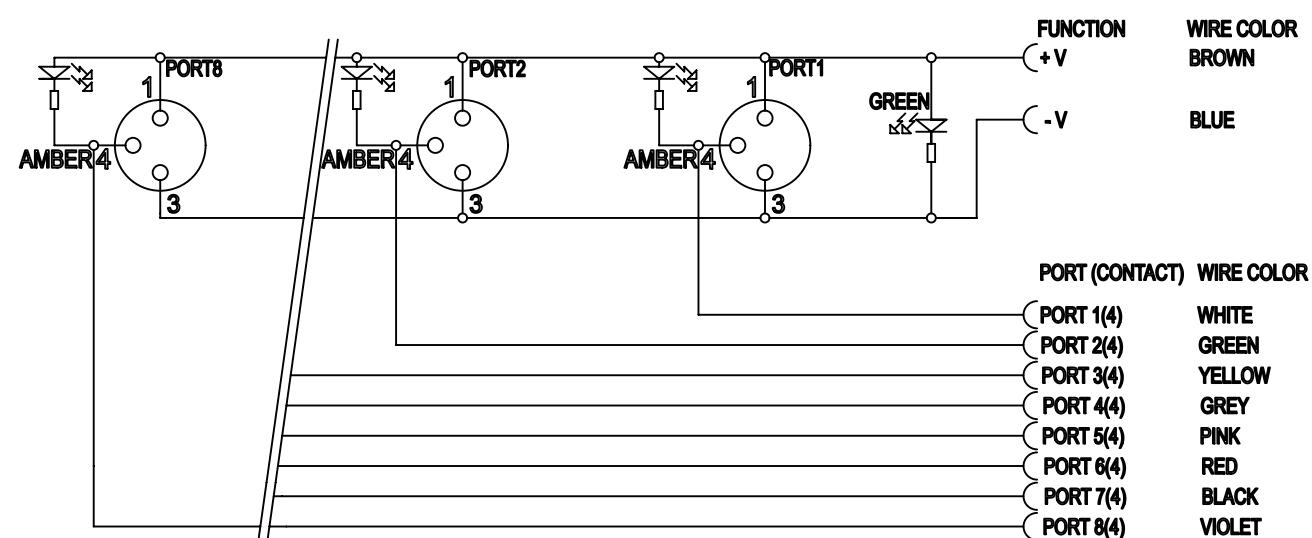 FUNCTION WIRE COLOR
+ V BROWN
- V BLUE
PORT8 PORT2 PORT1
1 1 1
GREEN
AMBER 4 AMBER 4 AMBER 4
3 3 3
PORT (CONTACT) WIRE COLOR
PORT 1(4) WHITE
PORT 2(4) GREEN
PORT 3(4) YELLOW
PORT 4(4) GREY
PORT 5(4) PINK
PORT 6(4) RED
PORT 7(4) BLACK
PORT 8(4) VIOLET